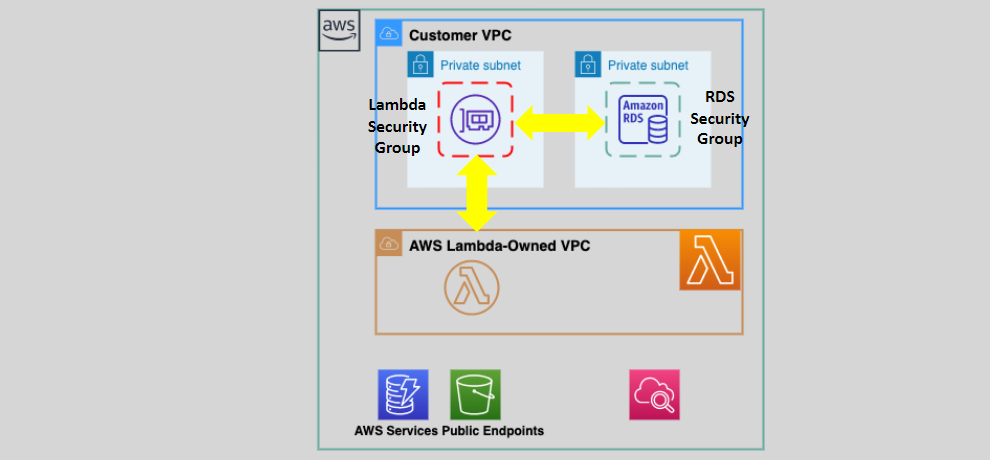 aws
Customer VPC
Private subnet
Private subnet
Lambda
Security
Group
Amazon
RDS
RDS
Security
Group
AWS Lambda-Owned VPC
AWS Services Public Endpoints